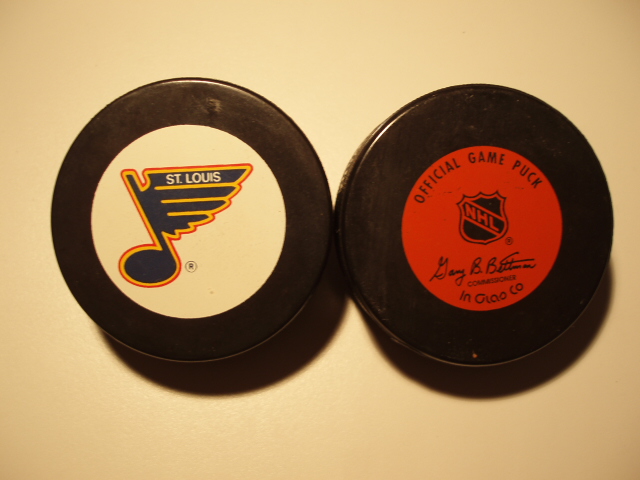 ST. LOUIS
®
OFFICIAL GAME PUCK
NHL
®
Gary B. Bettman
COMMISSIONER
In Glas Co